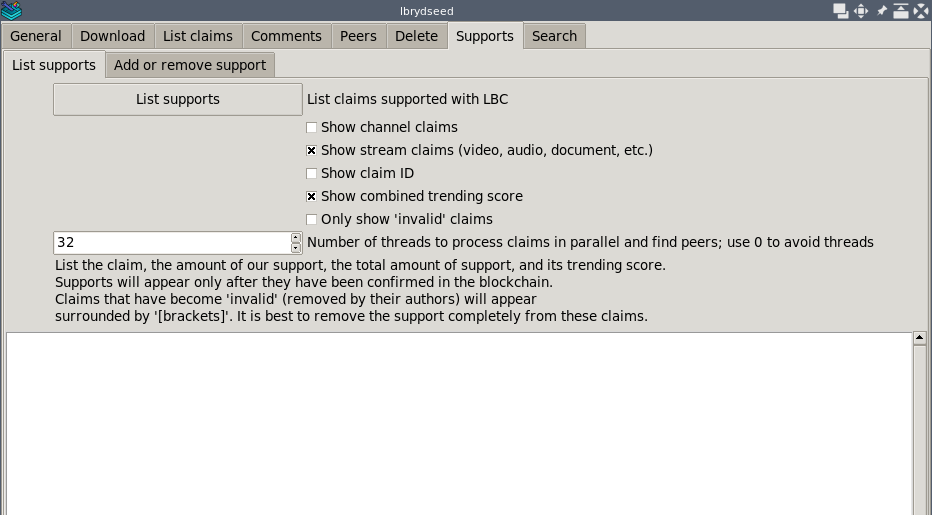 lbrydseed
General Download List claims Comments Peers Delete Supports Search
List supports Add or remove support
List supports List claims supported with LBC
Show channel claims
Show stream claims (video, audio, document, etc.)
Show claim ID
Show combined trending score
Only show 'invalid' claims
32 Number of threads to process claims in parallel and find peers; use 0 to avoid threads
List the claim, the amount of our support, the total amount of support, and its trending score.
Supports will appear only after they have been confirmed in the blockchain.
Claims that have become 'invalid' (removed by their authors) will appear
surrounded by '[brackets]'. It is best to remove the support completely from these claims.